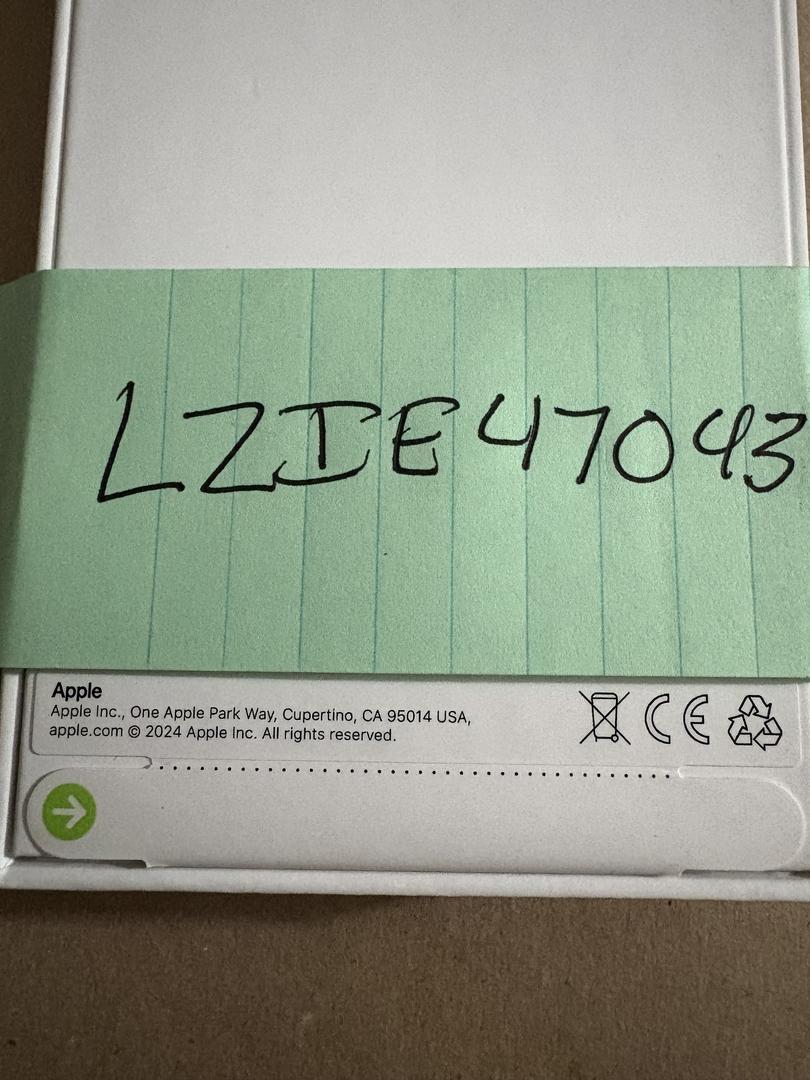 LZIE47043
Apple
Apple Inc., One Apple Park Way, Cupertino, CA 95014 USA,
apple.com © 2024 Apple Inc. All rights reserved.
CE